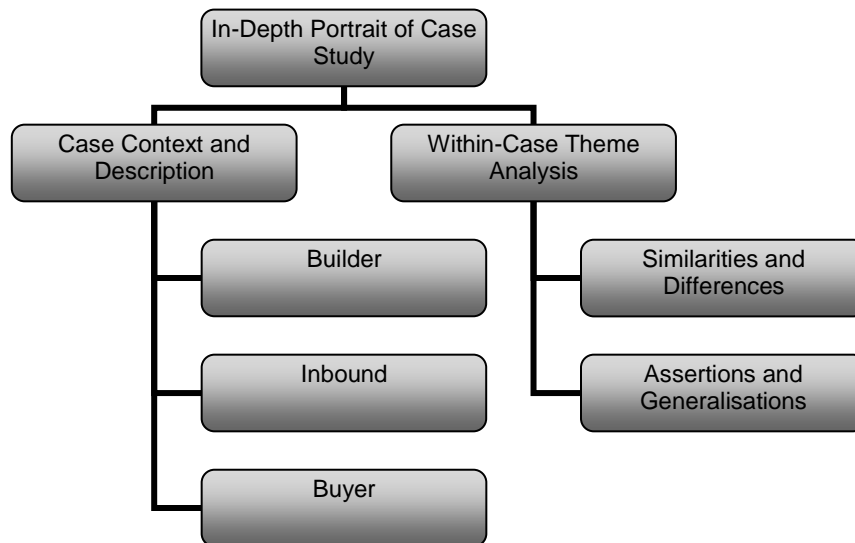 In-Depth Portrait of Case
Study
Case Context and
Description
Within-Case Theme
Analysis
Builder
Similarities and
Differences
Inbound
Assertions and
Generalisations
Buyer